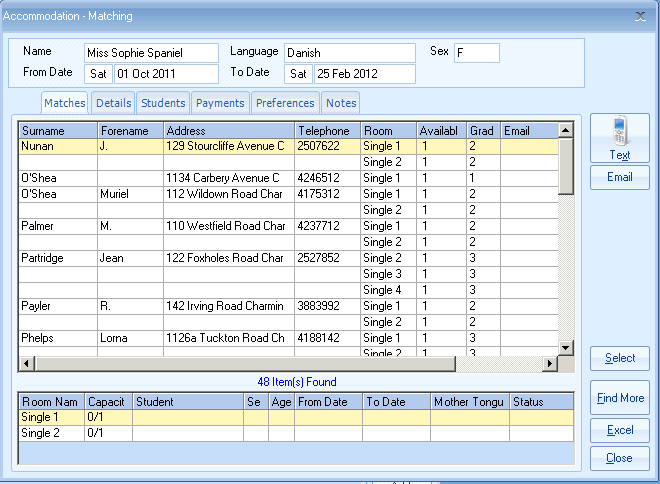 Accommodation - Matching
Name Miss Sophie Spaniel Language Danish Sex F
From Date Sat 01 Oct 2011 To Date Sat 25 Feb 2012
Matches Details Students Payments Preferences Notes
Surname Forename Address Telephone Room Availabl Grad Email
Nunan J. 129 Stourcliffe Avenue C 2507622 Single 1 1 2
Single 2 1 2
O'Shea 1134 Carbery Avenue C 4246512 Single 1 1 1
O'Shea Muriel 112 Wildown Road Char 4175312 Single 1 1 2
Single 2 1 2
Palmer M. 110 Westfield Road Char 4237712 Single 1 1 2
Single 2 1 2
Partridge Jean 122 Foxholes Road Char 2527852 Single 2 1 3
Single 3 1 3
Single 4 1 3
Payler R. 142 Irving Road Charmin 3883992 Single 1 1 2
Single 2 1 2
Phelps Lorna 1126a Tuckton Road Ch 4188142 Single 1 1 3
Single 2 1 3
48 Item(s) Found
Room Nam Capacit Student Se Age From Date To Date Mother Tongu Status
Single 1 0/1
Single 2 0/1
Text
Email
Select
Find More
Excel
Close